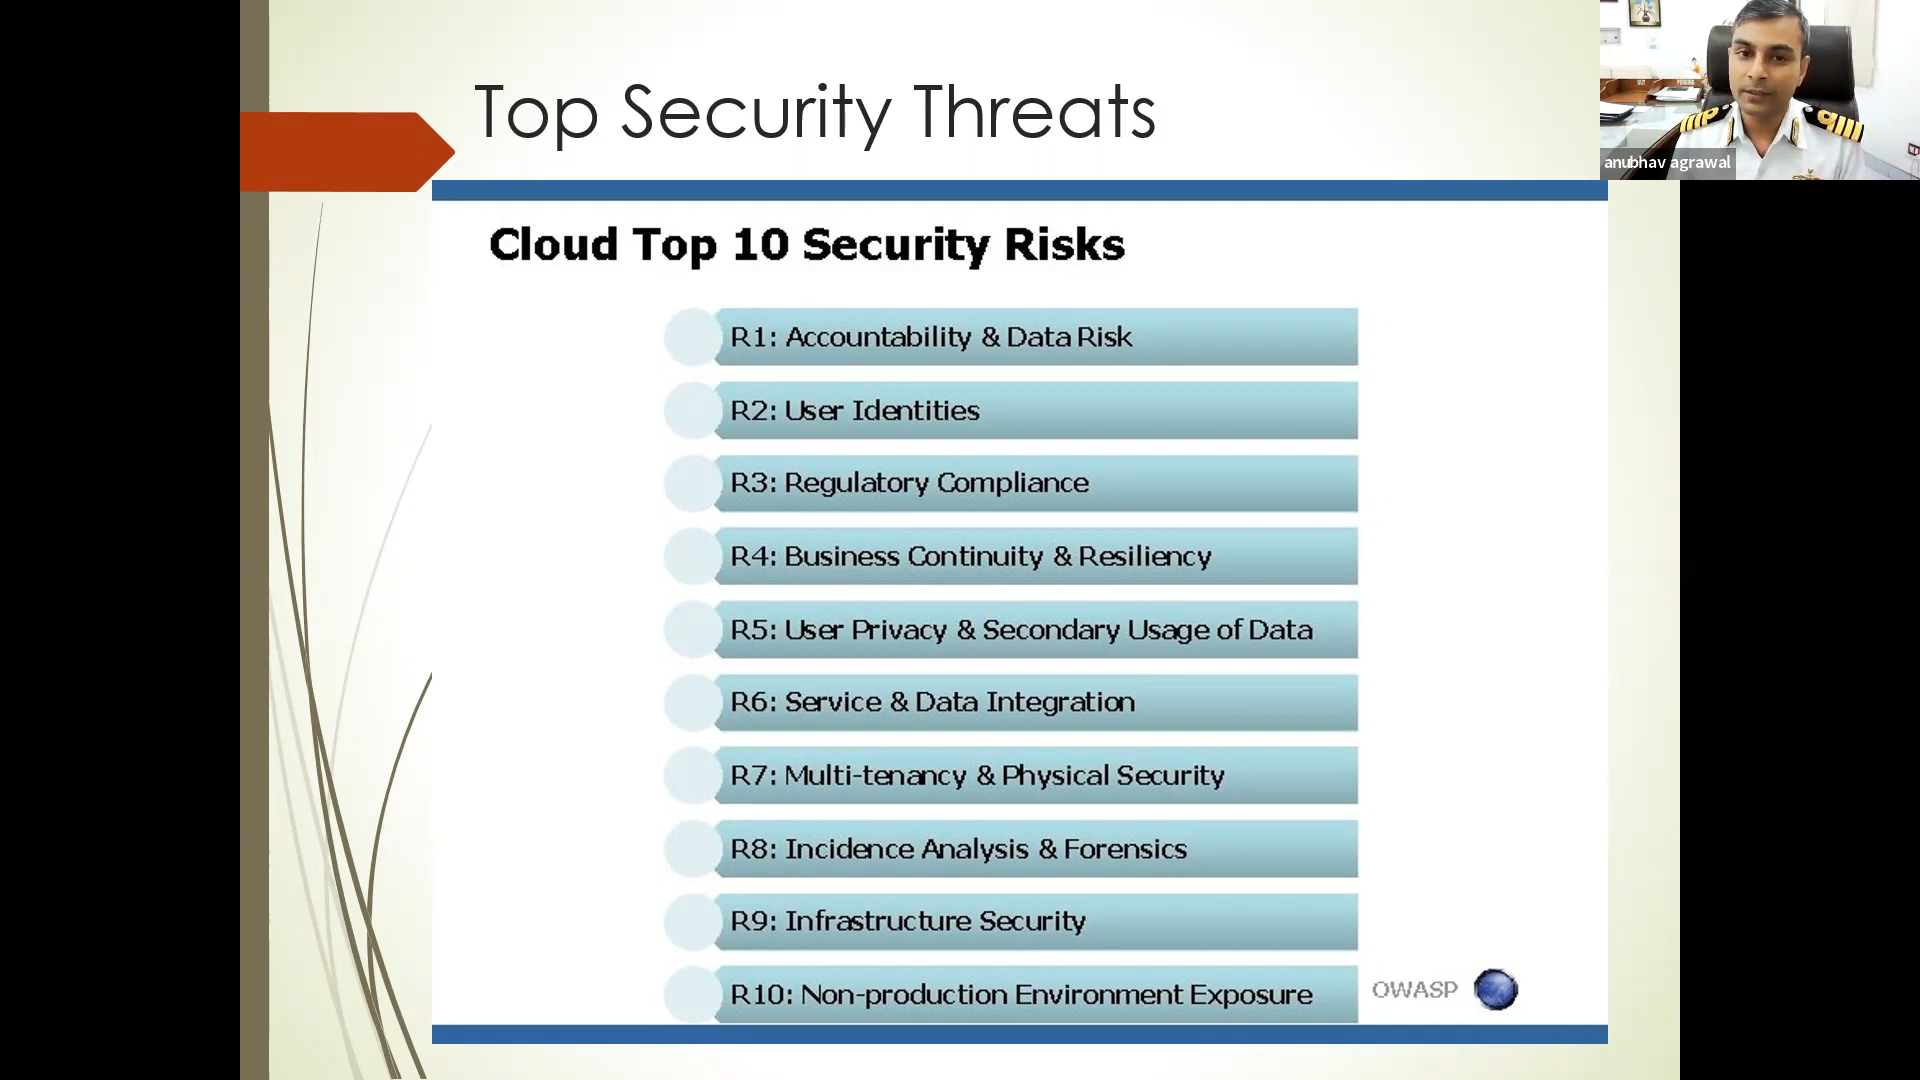 Top Security Threats
anubhav agrawal
Cloud Top 10 Security Risks
R1: Accountability & Data Risk
R2: User Identities
R3: Regulatory Compliance
R4: Business Continuity & Resiliency
R5: User Privacy & Secondary Usage of Data
R6: Service & Data Integration
R7: Multi-tenancy & Physical Security
R8: Incidence Analysis & Forensics
R9: Infrastructure Security
R10: Non-production Environment Exposure
OWASP